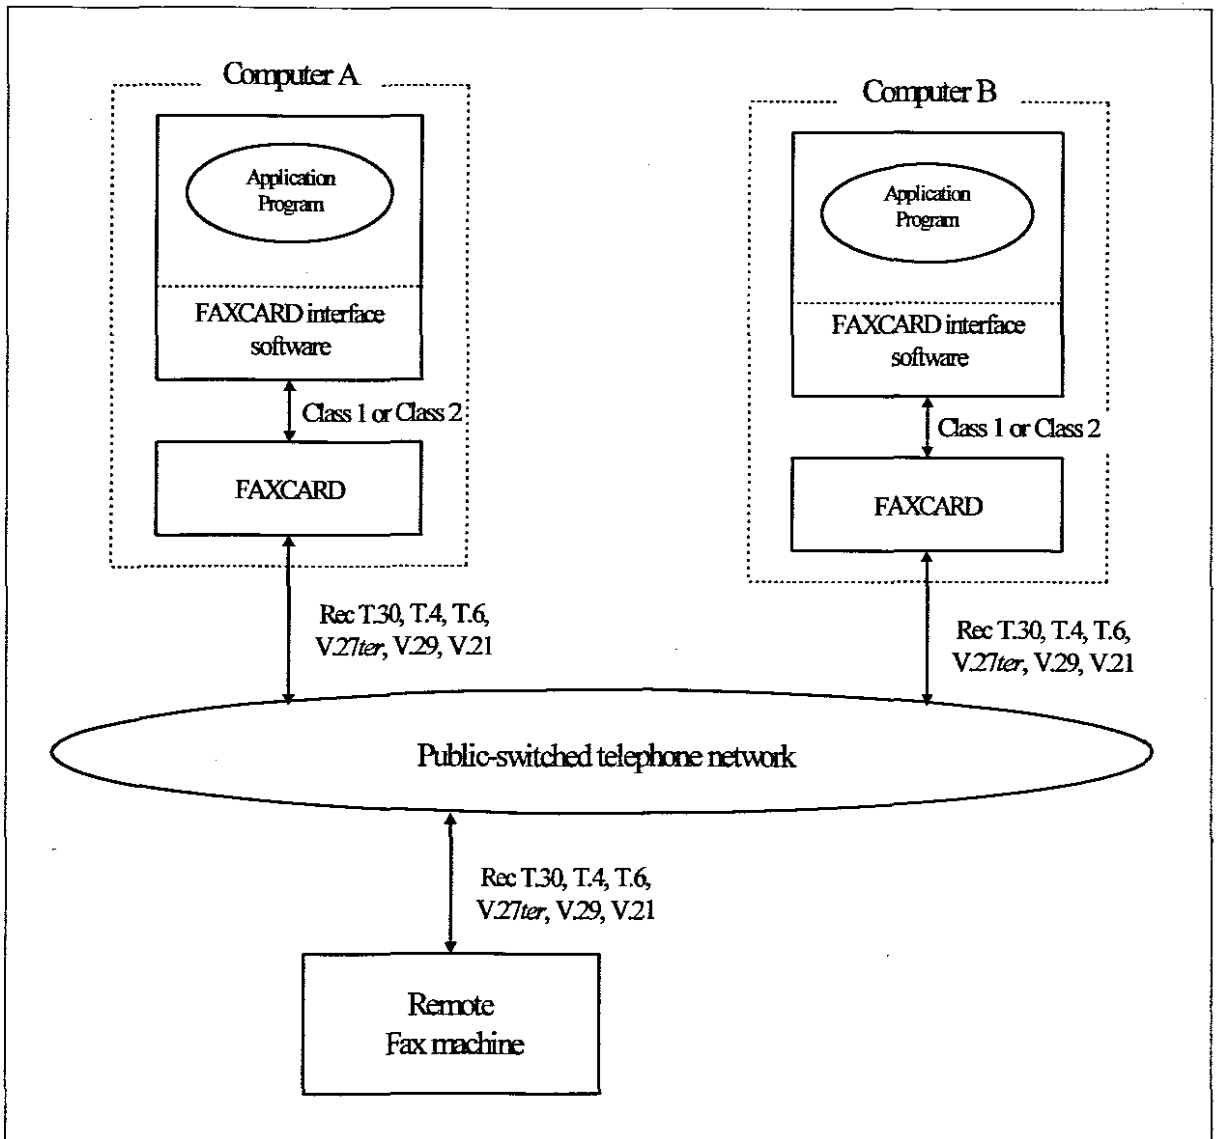 Computer A
Application
Program
FAXCARD interface
software
Class 1 or Class 2
FAXCARD
Rec T.30, T.4, T.6,
V.27ter, V.29, V.21
Computer B
Application
Program
FAXCARD interface
software
Class 1 or Class 2
FAXCARD
Rec T.30, T.4, T.6,
V.27ter, V.29, V.21
Public-switched telephone network
Rec T.30, T.4, T.6,
V.27ter, V.29, V.21
Remote
Fax machine